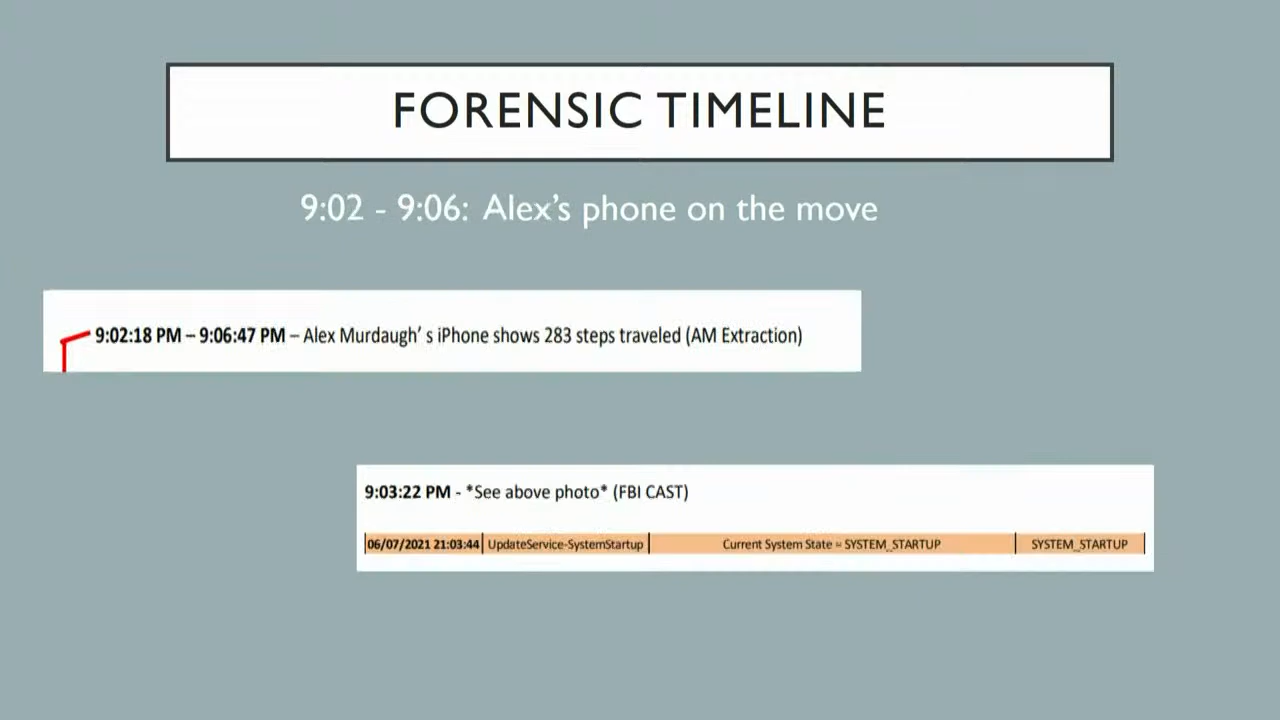 FORENSIC TIMELINE
9:02 - 9:06: Alex’s phone on the move
9:02:18 PM – 9:06:47 PM – Alex Murdaugh’ s iPhone shows 283 steps traveled (AM Extraction)
9:03:22 PM - *See above photo* (FBI CAST)
06/07/2021 21:03:44 UpdateService-SystemStartup Current System State = SYSTEM_STARTUP SYSTEM_STARTUP